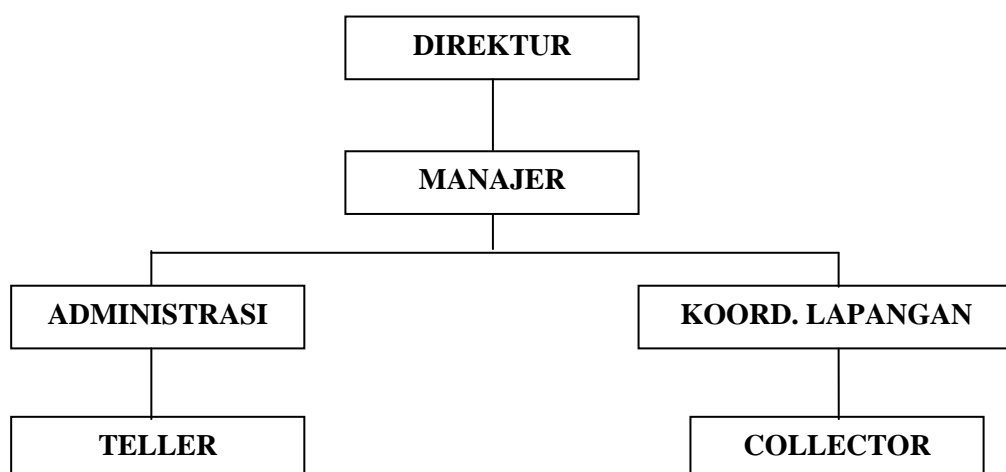 DIREKTUR
MANAJER
ADMINISTRASI
KOORD. LAPANGAN
TELLER
COLLECTOR